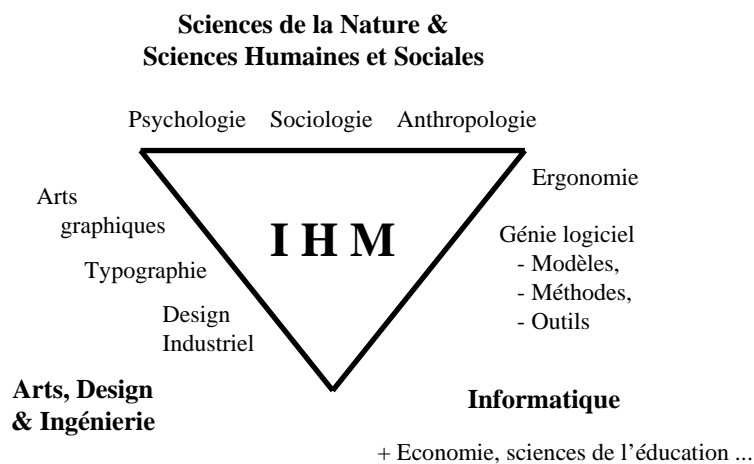 Sciences de la Nature &
Sciences Humaines et Sociales
Psychologie Sociologie Anthropologie
Ergonomie
Arts
graphiques
Typographie
Design
Industriel
I H M
Génie logiciel
- Modèles,
- Méthodes,
- Outils
Arts, Design
& Ingénierie
Informatique
+ Economie, sciences de l'éducation ...